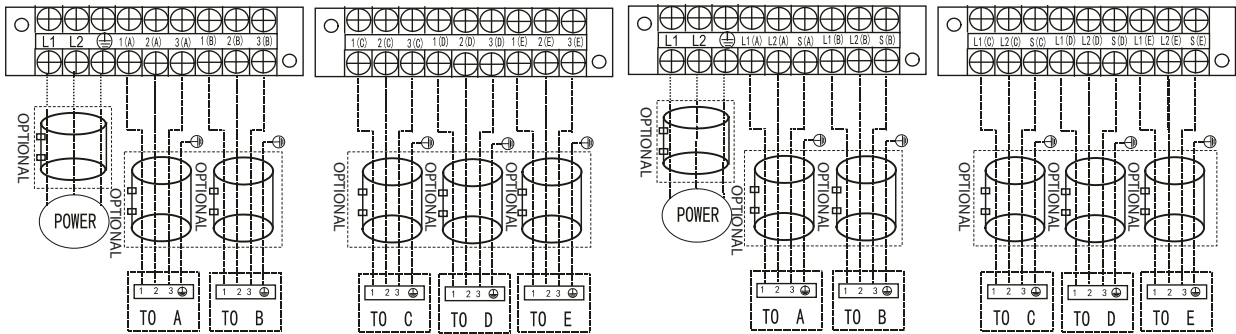 L1 L2 ⏚ 1(A) 2(A) 3(A) 1(B) 2(B) 3(B)
OPTIONAL
POWER
OPTIONAL
OPTIONAL
1 2 3 ⏚
TO A
1 2 3 ⏚
TO B
1(C) 2(C) 3(C) 1(D) 2(D) 3(D) 1(E) 2(E) 3(E)
OPTIONAL
OPTIONAL
OPTIONAL
1 2 3 ⏚
TO C
1 2 3 ⏚
TO D
1 2 3 ⏚
TO E
L1 L2 ⏚ L1(A) L2(A) S(A) L1(B) L2(B) S(B)
OPTIONAL
POWER
OPTIONAL
OPTIONAL
1 2 3 ⏚
TO A
1 2 3 ⏚
TO B
L1(C) L2(C) S(C) L1(D) L2(D) S(D) L1(E) L2(E) S(E)
OPTIONAL
OPTIONAL
OPTIONAL
1 2 3 ⏚
TO C
1 2 3 ⏚
TO D
1 2 3 ⏚
TO E